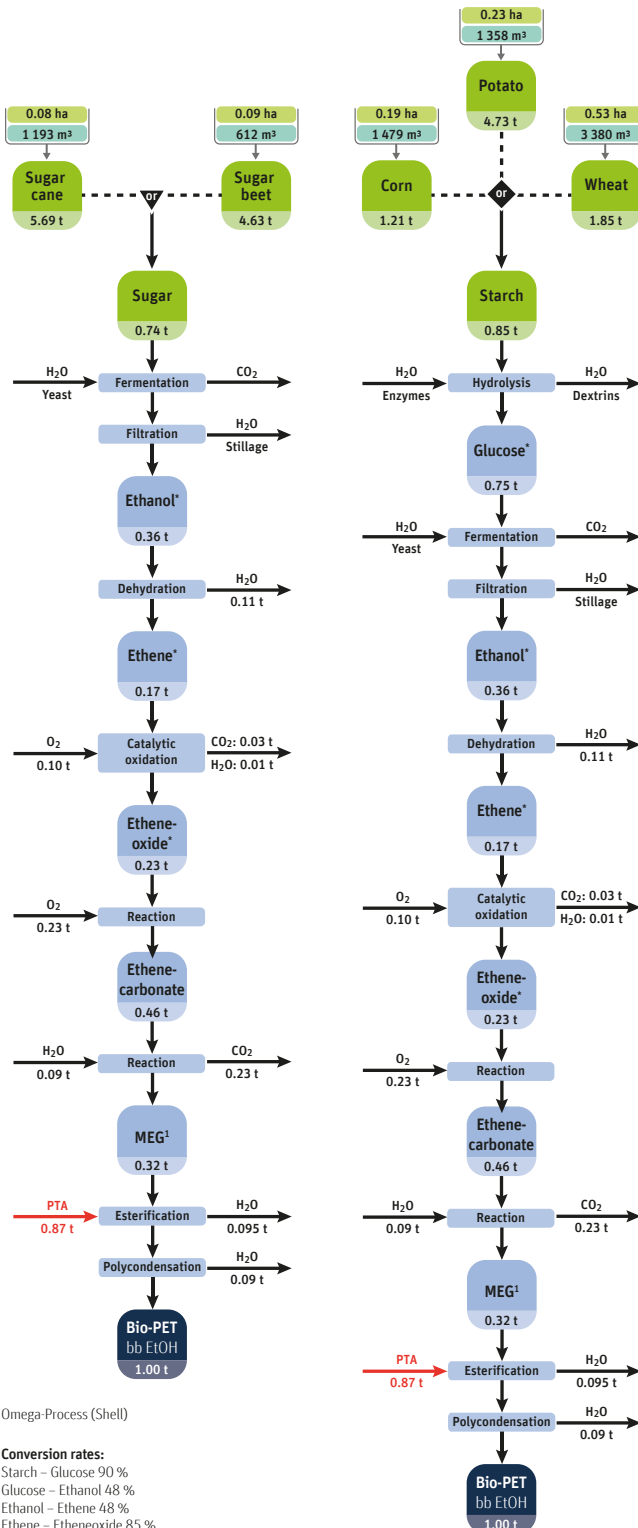 0.08 ha
1 193 m³
Sugar
cane
5.69 t
or
0.09 ha
612 m³
Sugar
beet
4.63 t
Sugar
0.74 t
H₂O
Yeast
Fermentation
CO₂
Filtration
H₂O
Stillage
Ethanol*
0.36 t
Dehydration
H₂O
0.11 t
Ethene*
0.17 t
O₂
0.10 t
Catalytic
oxidation
CO₂: 0.03 t
H₂O: 0.01 t
Ethene-
oxide*
0.23 t
O₂
0.23 t
Reaction
Ethene-
carbonate
0.46 t
H₂O
0.09 t
Reaction
CO₂
0.23 t
MEG¹
0.32 t
PTA
0.87 t
Esterification
H₂O
0.095 t
Polycondensation
H₂O
0.09 t
Bio-PET
bb EtOH
1.00 t
Omega-Process (Shell)
Conversion rates:
Starch – Glucose 90 %
Glucose – Ethanol 48 %
Ethanol – Ethene 48 %
Ethene – Etheneoxide 85 %
0.23 ha
1 358 m³
Potato
4.73 t
0.19 ha
1 479 m³
Corn
1.21 t
or
0.53 ha
3 380 m³
Wheat
1.85 t
Starch
0.85 t
H₂O
Enzymes
Hydrolysis
H₂O
Dextrins
Glucose*
0.75 t
H₂O
Yeast
Fermentation
CO₂
Filtration
H₂O
Stillage
Ethanol*
0.36 t
Dehydration
H₂O
0.11 t
Ethene*
0.17 t
O₂
0.10 t
Catalytic
oxidation
CO₂: 0.03 t
H₂O: 0.01 t
Ethene-
oxide*
0.23 t
O₂
0.23 t
Reaction
Ethene-
carbonate
0.46 t
H₂O
0.09 t
Reaction
CO₂
0.23 t
MEG¹
0.32 t
PTA
0.87 t
Esterification
H₂O
0.095 t
Polycondensation
H₂O
0.09 t
Bio-PET
bb EtOH
1.00 t